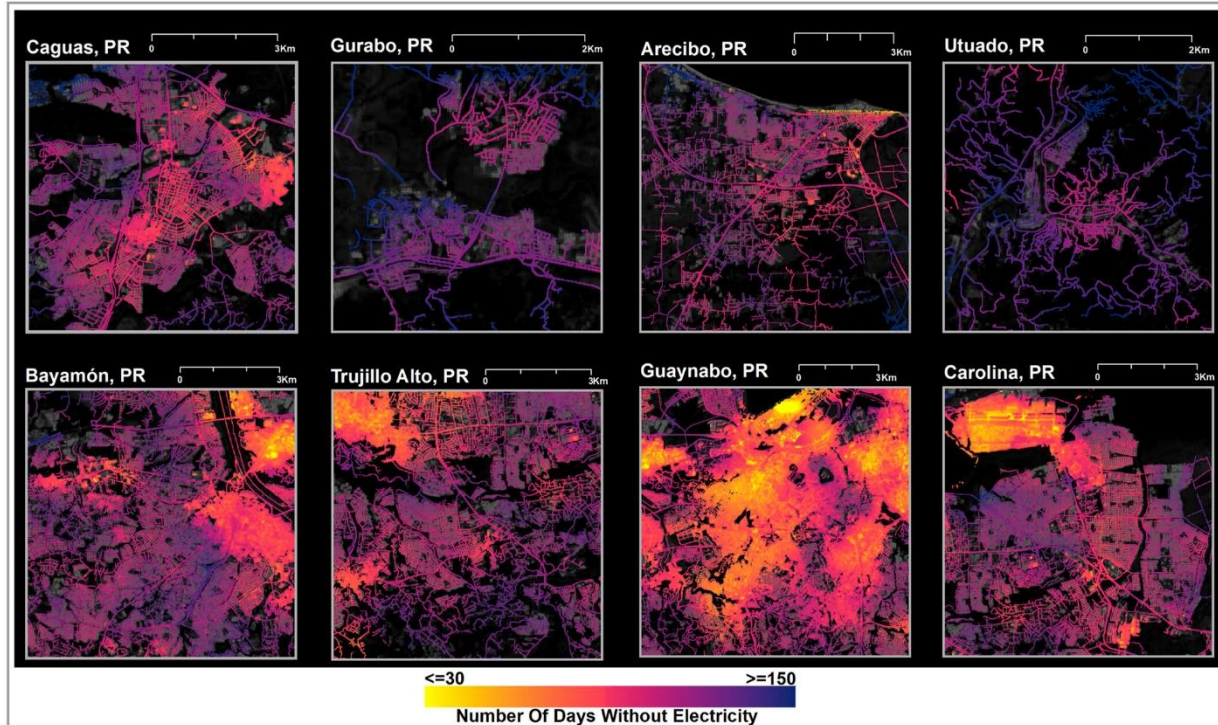 Caguas, PR
0 3Km
Gurabo, PR
0 2Km
Arecibo, PR
0 3Km
Utuado, PR
0 2Km
Bayamón, PR
0 3Km
Trujillo Alto, PR
0 3Km
Guaynabo, PR
0 3Km
Carolina, PR
0 3Km
<=30 >=150
Number Of Days Without Electricity